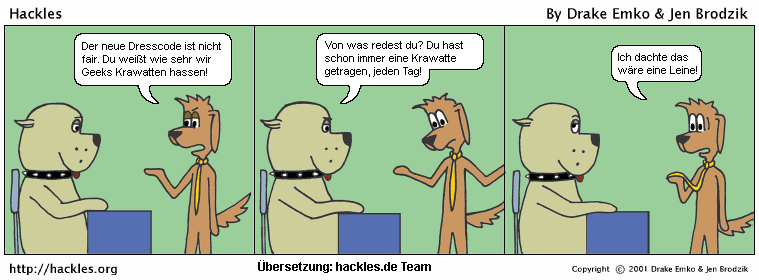 Hackles
By Drake Emko & Jen Brodzik
Der neue Dresscode ist nicht
fair. Du weißt wie sehr wir
Geeks Krawatten hassen!
Von was redest du? Du hast
schon immer eine Krawatte
getragen, jeden Tag!
Ich dachte das
wäre eine Leine!
http://hackles.org
Übersetzung: hackles.de Team
Copyright © 2001 Drake Emko & Jen Brodzik